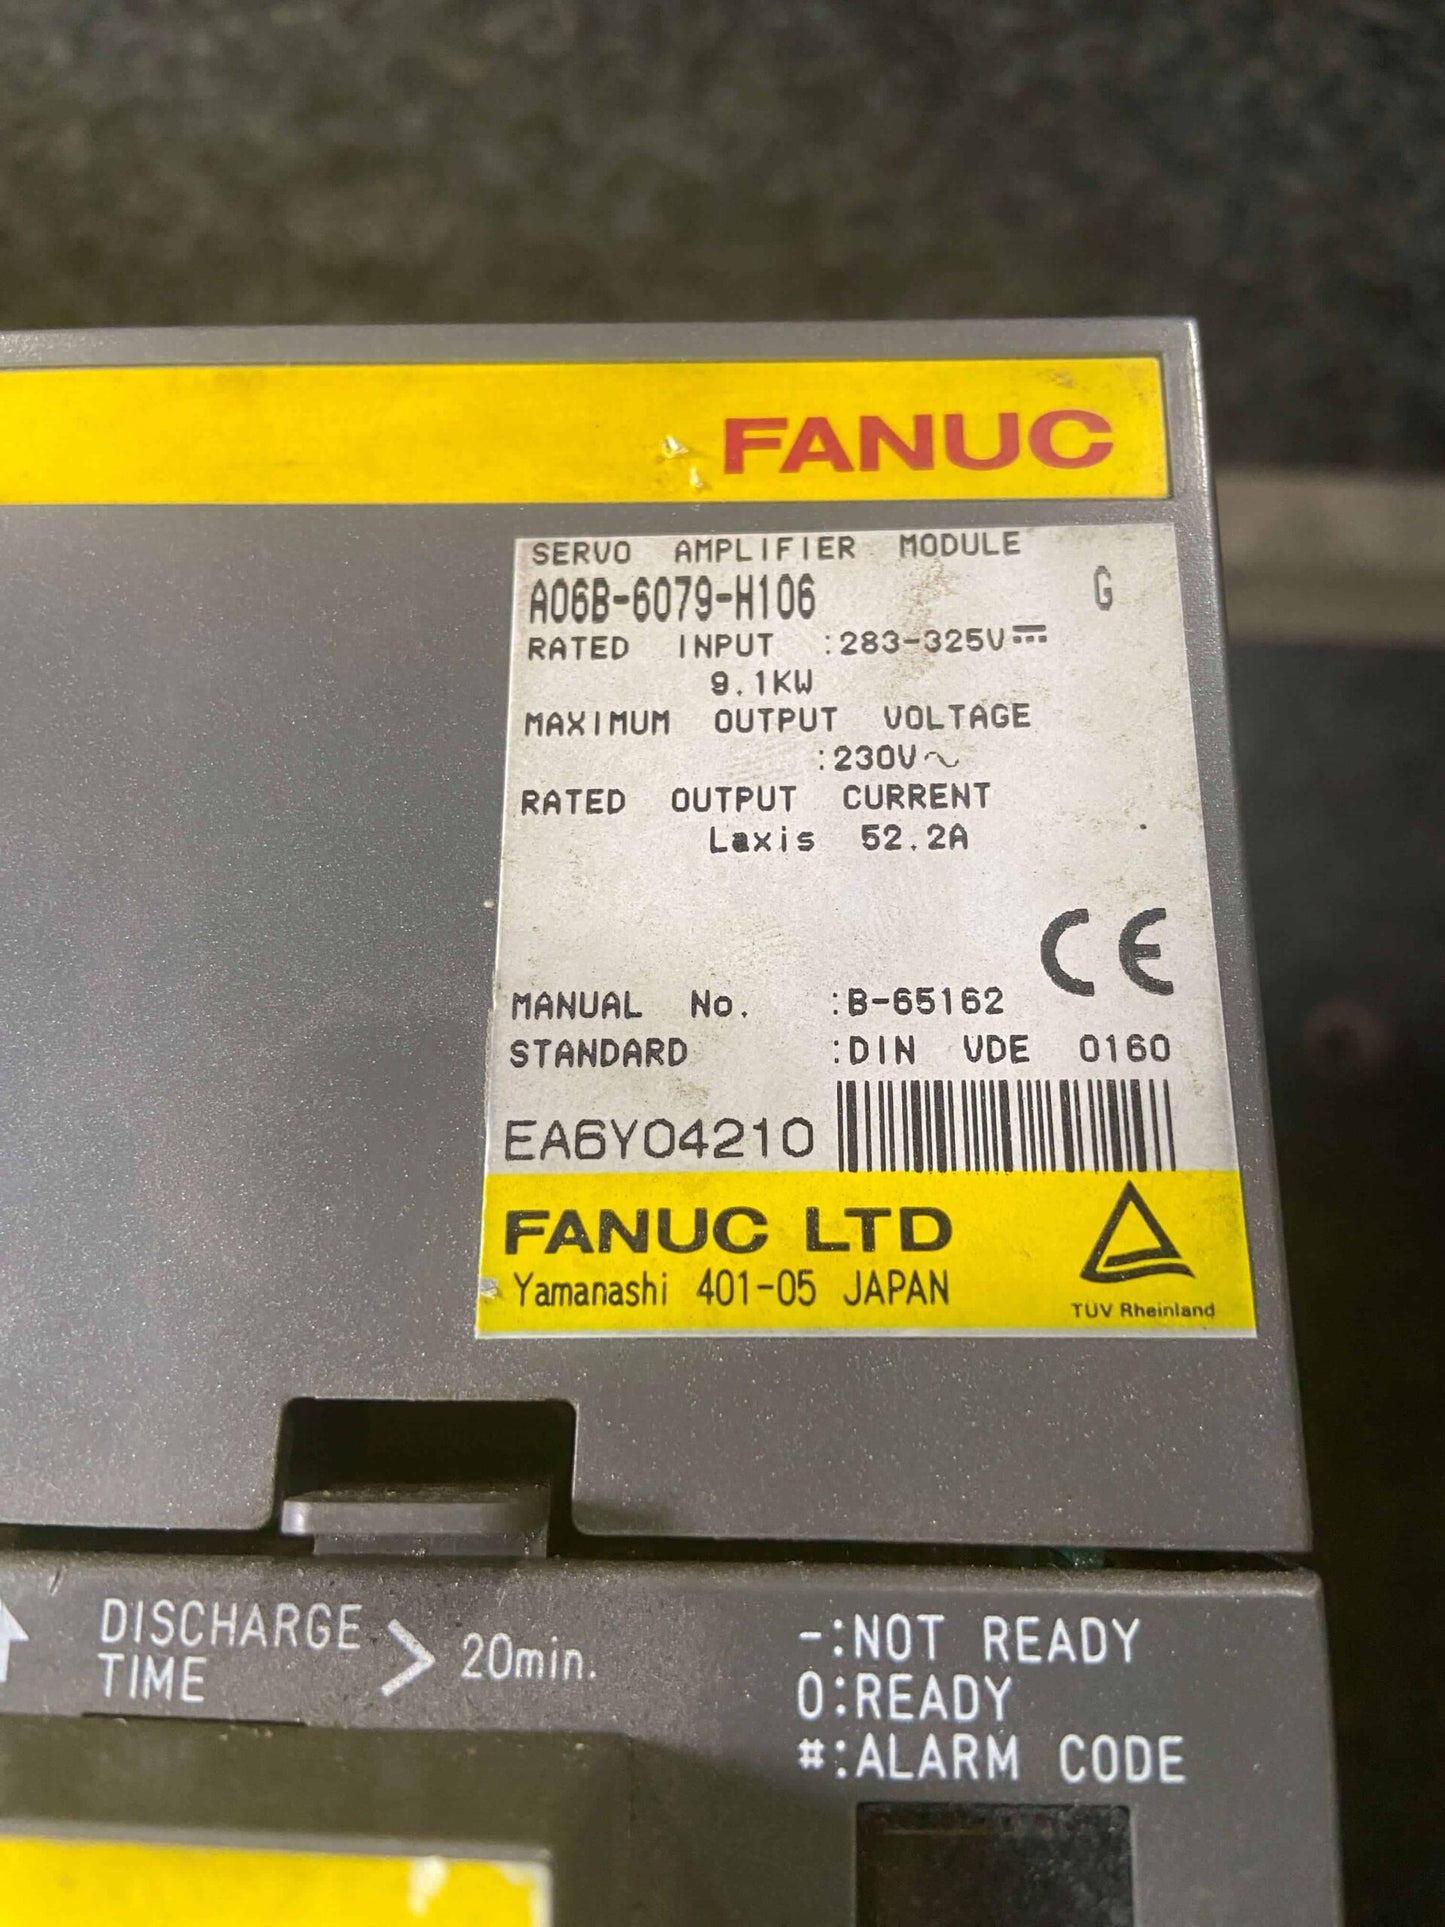 FANUC
SERVO AMPLIFIER MODULE
A06B-6079-H106 G
RATED INPUT :283-325V
9.1KW
MAXIMUM OUTPUT VOLTAGE
:230V~
RATED OUTPUT CURRENT
Laxis 52.2A
CE
MANUAL No. :B-65162
STANDARD :DIN VDE 0160
EA6Y04210
FANUC LTD
Yamanashi 401-05 JAPAN
TÜV Rheinland
DISCHARGE TIME > 20min.
-:NOT READY
0:READY
#:ALARM CODE